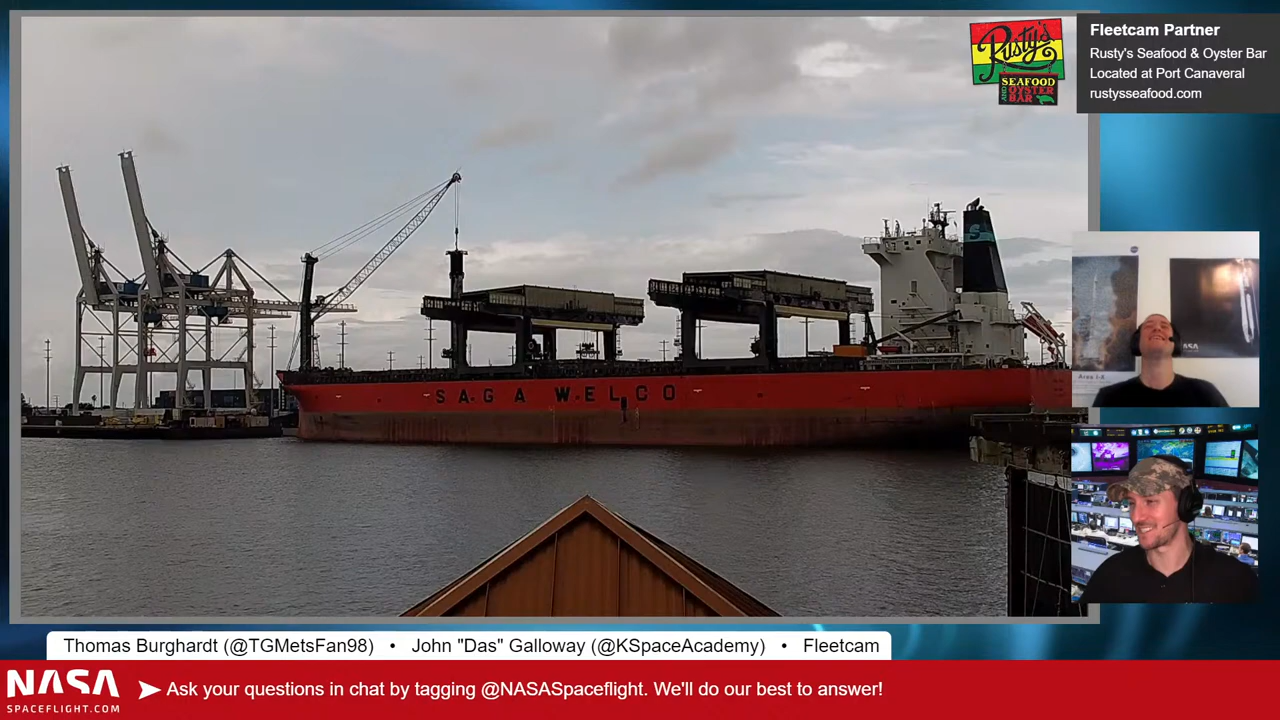 Rusty's
SEAFOOD
AND
OYSTER
BAR
Fleetcam Partner
Rusty's Seafood & Oyster Bar
Located at Port Canaveral
rustysseafood.com
SAGA WELCO
NASA
Thomas Burghardt (@TGMetsFan98) • John "Das" Galloway (@KSpaceAcademy) • Fleetcam
NASA
SPACEFLIGHT.COM
Ask your questions in chat by tagging @NASASpaceflight. We'll do our best to answer!